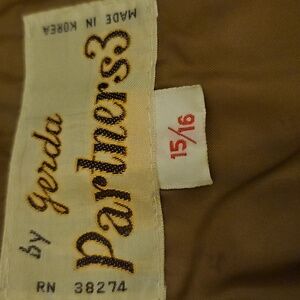 Partners3
by gerda
MADE IN KOREA
RN 38274
15/16